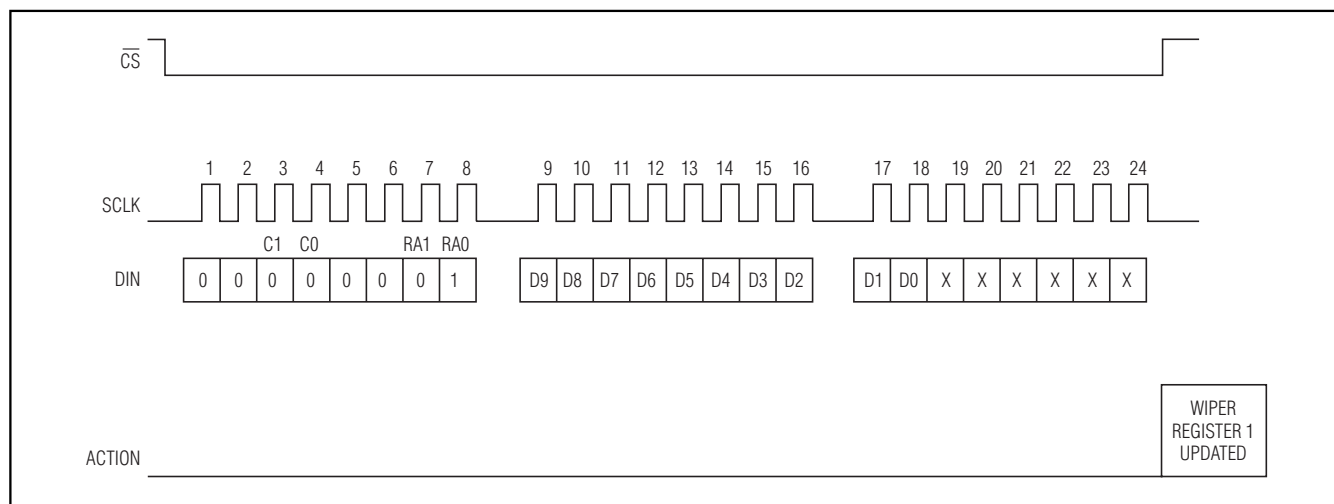 C̅S̅
1 2 3 4 5 6 7 8 9 10 11 12 13 14 15 16 17 18 19 20 21 22 23 24
SCLK
C1 C0 RA1 RA0
DIN 0 0 0 0 0 0 0 1 D9 D8 D7 D6 D5 D4 D3 D2 D1 D0 X X X X X X
WIPER
REGISTER 1
UPDATED
ACTION